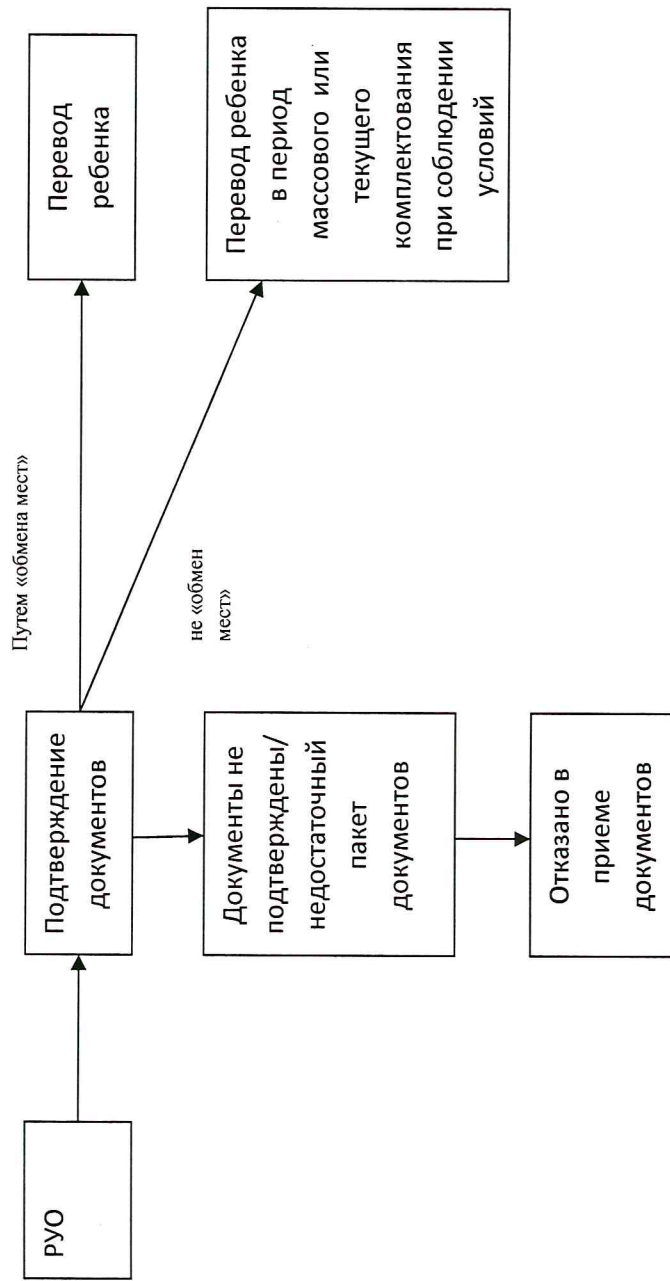 РУО
Подтверждение
документов
Путем «обмена мест»
Перевод
ребенка
не «обмен
мест»
Перевод ребенка
в период
массового или
текущего
комплектования
при соблюдении
условий
Документы не
подтверждены/
недостаточный
пакет
документов
Отказано в
приеме
документов